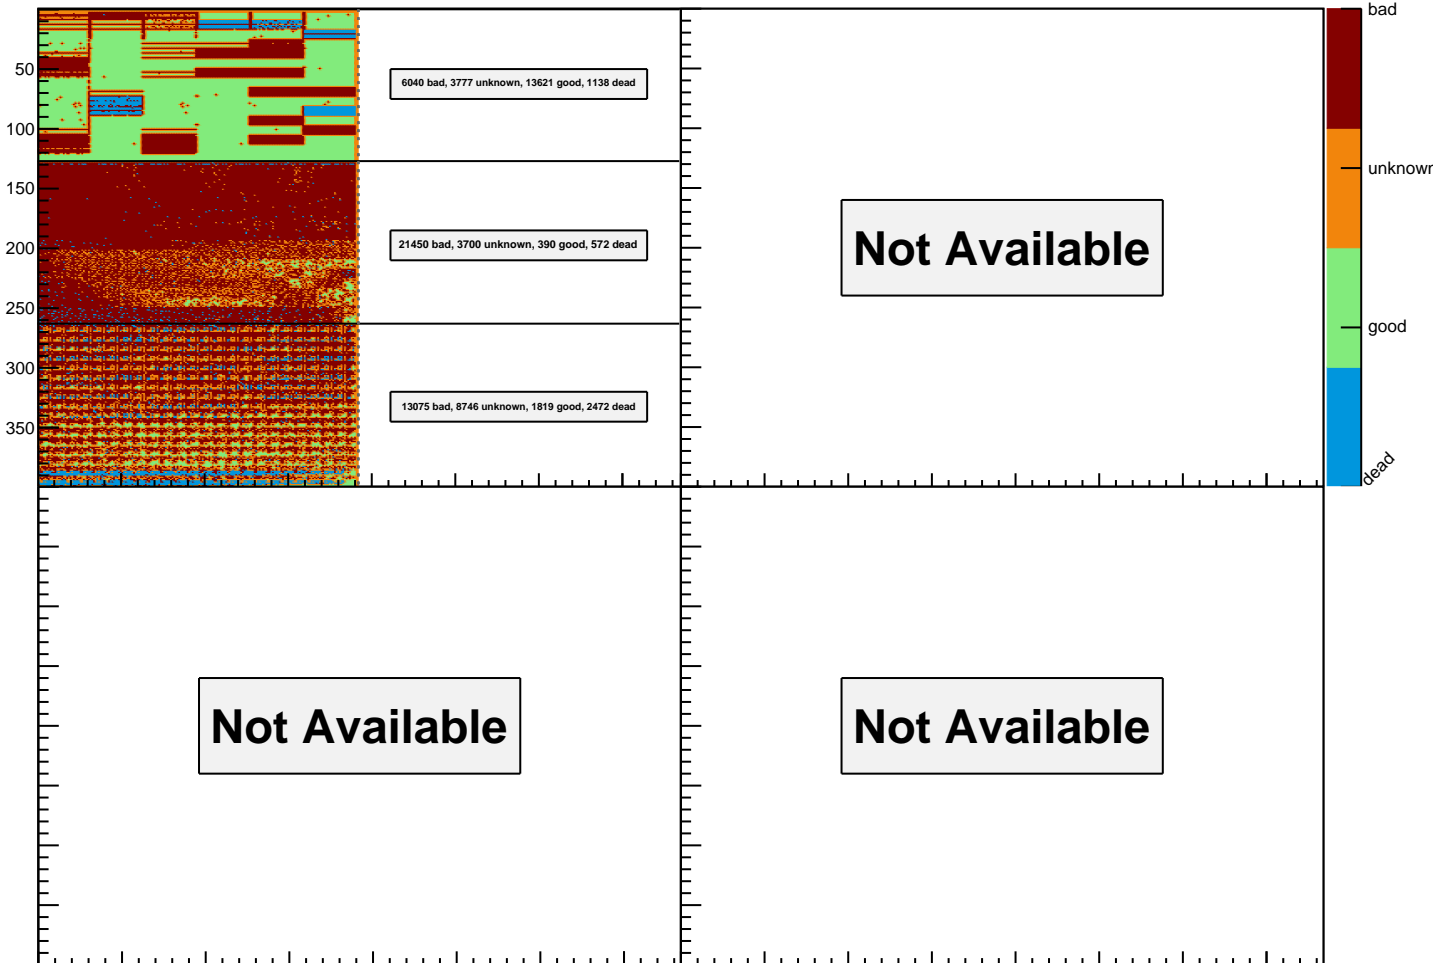 bad
50
6040 bad, 3777 unknown, 13621 good, 1138 dead
100
150
unknowr
200
21450 bad, 3700 unknown, 390 good, 572 dead
Not Available
250
300
good
350
13075 bad, 8746 unknown, 1819 good, 2472 dead
dead
Not Available
Not Available